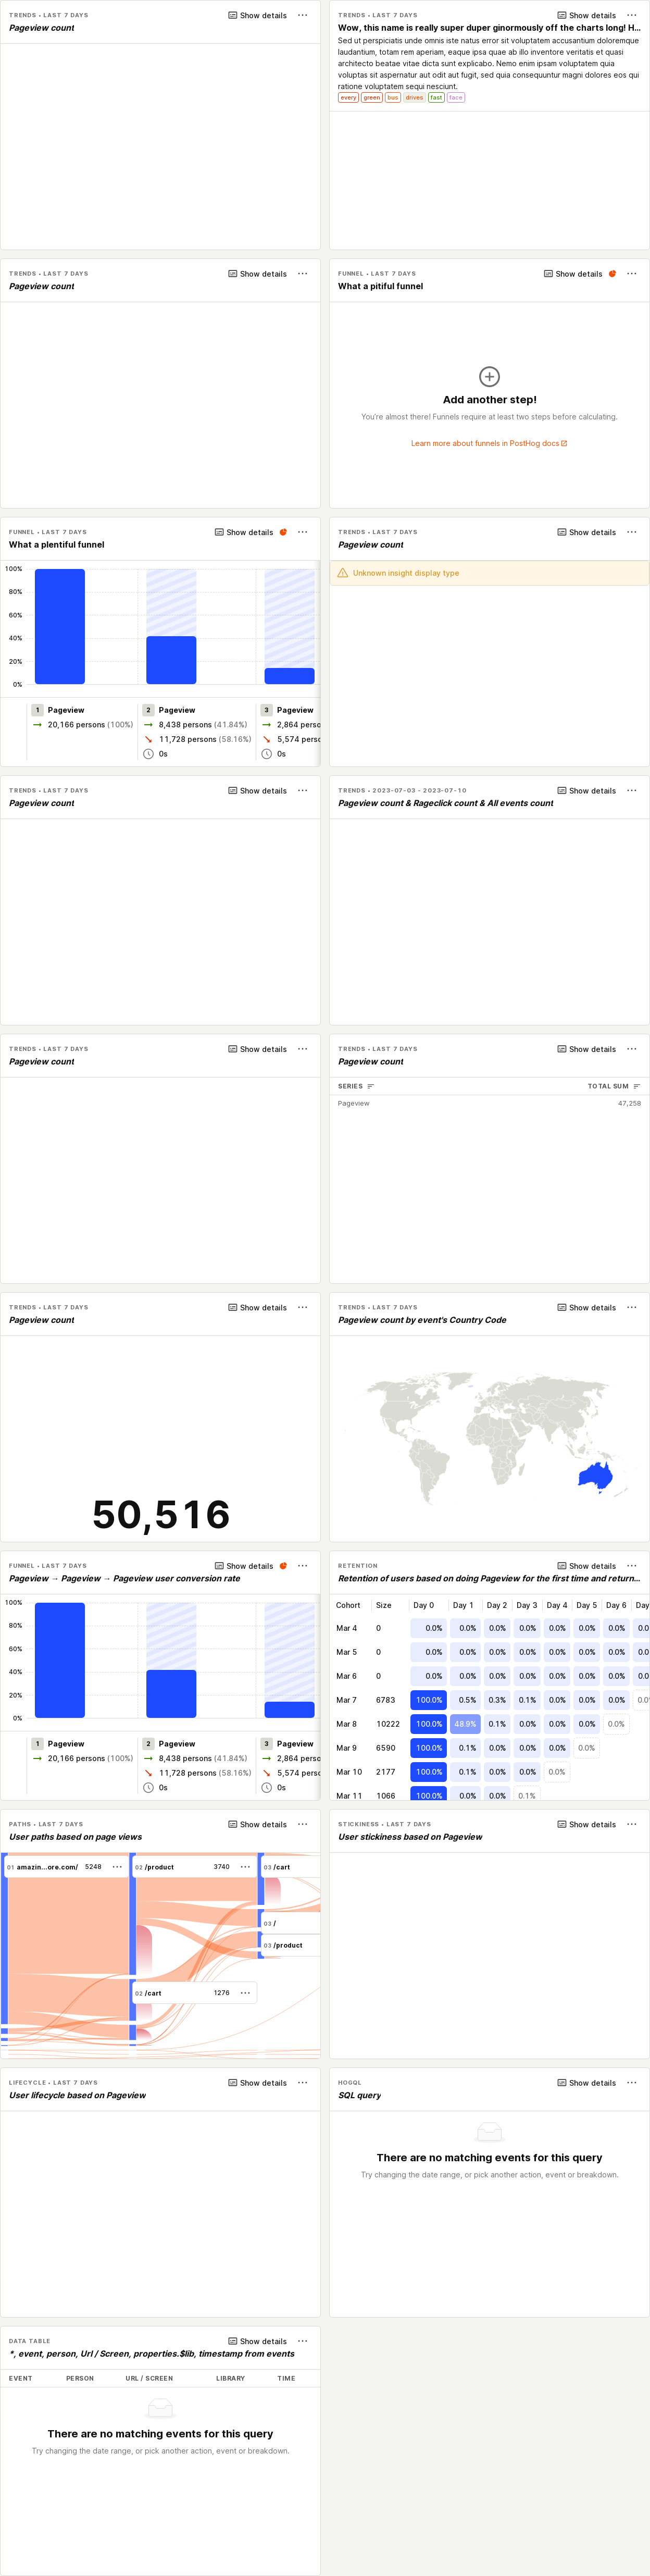 TRENDS • LAST 7 DAYS
Show details
Pageview count
TRENDS • LAST 7 DAYS
Show details
Wow, this name is really super duper ginormously off the charts long! H...
Sed ut perspiciatis unde omnis iste natus error sit voluptatem accusantium doloremque
laudantium, totam rem aperiam, eaque ipsa quae ab illo inventore veritatis et quasi
architecto beatae vitae dicta sunt explicabo. Nemo enim ipsam voluptatem quia
voluptas sit aspernatur aut odit aut fugit, sed quia consequuntur magni dolores eos qui
ratione voluptatem sequi nesciunt.
every green bus drives fast face
TRENDS • LAST 7 DAYS
Show details
Pageview count
FUNNEL • LAST 7 DAYS
Show details
What a pitiful funnel
Add another step!
You're almost there! Funnels require at least two steps before calculating.
Learn more about funnels in PostHog docs
FUNNEL • LAST 7 DAYS
Show details
What a plentiful funnel
100%
80%
60%
40%
20%
0%
1 Pageview
20,166 persons (100%)
2 Pageview
8,438 persons (41.84%)
11,728 persons (58.16%)
0s
3 Pageview
2,864 perso
5,574 perso
0s
TRENDS • LAST 7 DAYS
Show details
Pageview count
Unknown insight display type
TRENDS • LAST 7 DAYS
Show details
Pageview count
TRENDS • 2023-07-03 - 2023-07-10
Show details
Pageview count & Rageclick count & All events count
TRENDS • LAST 7 DAYS
Show details
Pageview count
TRENDS • LAST 7 DAYS
Show details
Pageview count
SERIES TOTAL SUM
Pageview 47,258
TRENDS • LAST 7 DAYS
Show details
Pageview count
50,516
TRENDS • LAST 7 DAYS
Show details
Pageview count by event's Country Code
FUNNEL • LAST 7 DAYS
Show details
Pageview → Pageview → Pageview user conversion rate
100%
80%
60%
40%
20%
0%
1 Pageview
20,166 persons (100%)
2 Pageview
8,438 persons (41.84%)
11,728 persons (58.16%)
0s
3 Pageview
2,864 perso
5,574 perso
0s
RETENTION
Show details
Retention of users based on doing Pageview for the first time and return...
Cohort Size Day 0 Day 1 Day 2 Day 3 Day 4 Day 5 Day 6 Day
Mar 4 0 0.0% 0.0% 0.0% 0.0% 0.0% 0.0% 0.0% 0.0
Mar 5 0 0.0% 0.0% 0.0% 0.0% 0.0% 0.0% 0.0% 0.0
Mar 6 0 0.0% 0.0% 0.0% 0.0% 0.0% 0.0% 0.0% 0.0
Mar 7 6783 100.0% 0.5% 0.3% 0.1% 0.0% 0.0% 0.0% 0.0
Mar 8 10222 100.0% 48.9% 0.1% 0.0% 0.0% 0.0% 0.0%
Mar 9 6590 100.0% 0.1% 0.0% 0.0% 0.0% 0.0%
Mar 10 2177 100.0% 0.1% 0.0% 0.0% 0.0%
Mar 11 1066 100.0% 0.0% 0.0% 0.1%
PATHS • LAST 7 DAYS
Show details
User paths based on page views
01 amazin...ore.com/ 5248
02 /product 3740
03 /cart
03 /
03 /product
02 /cart 1276
STICKINESS • LAST 7 DAYS
Show details
User stickiness based on Pageview
LIFECYCLE • LAST 7 DAYS
Show details
User lifecycle based on Pageview
HOGQL
Show details
SQL query
There are no matching events for this query
Try changing the date range, or pick another action, event or breakdown.
DATA TABLE
Show details
*, event, person, Url / Screen, properties.$lib, timestamp from events
EVENT PERSON URL / SCREEN LIBRARY TIME
There are no matching events for this query
Try changing the date range, or pick another action, event or breakdown.